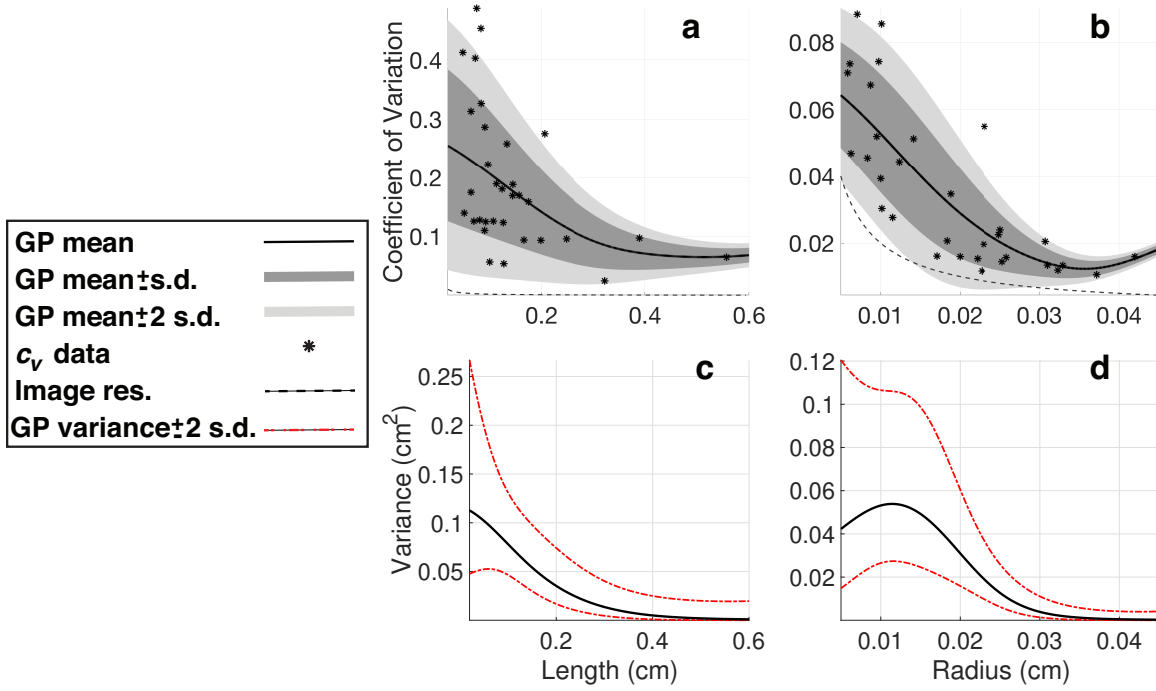 a
b
Coefficient of Variation
0.4
0.3
0.2
0.1
0.2
0.4
0.6
0.08
0.06
0.04
0.02
0.01
0.02
0.03
0.04
GP mean
GP mean±s.d.
GP mean±2 s.d.
cᵥ data
Image res.
GP variance±2 s.d.
c
d
Variance (cm²)
0.25
0.2
0.15
0.1
0.05
0.2
0.4
0.6
Length (cm)
0.12
0.1
0.08
0.06
0.04
0.02
0.01
0.02
0.03
0.04
Radius (cm)